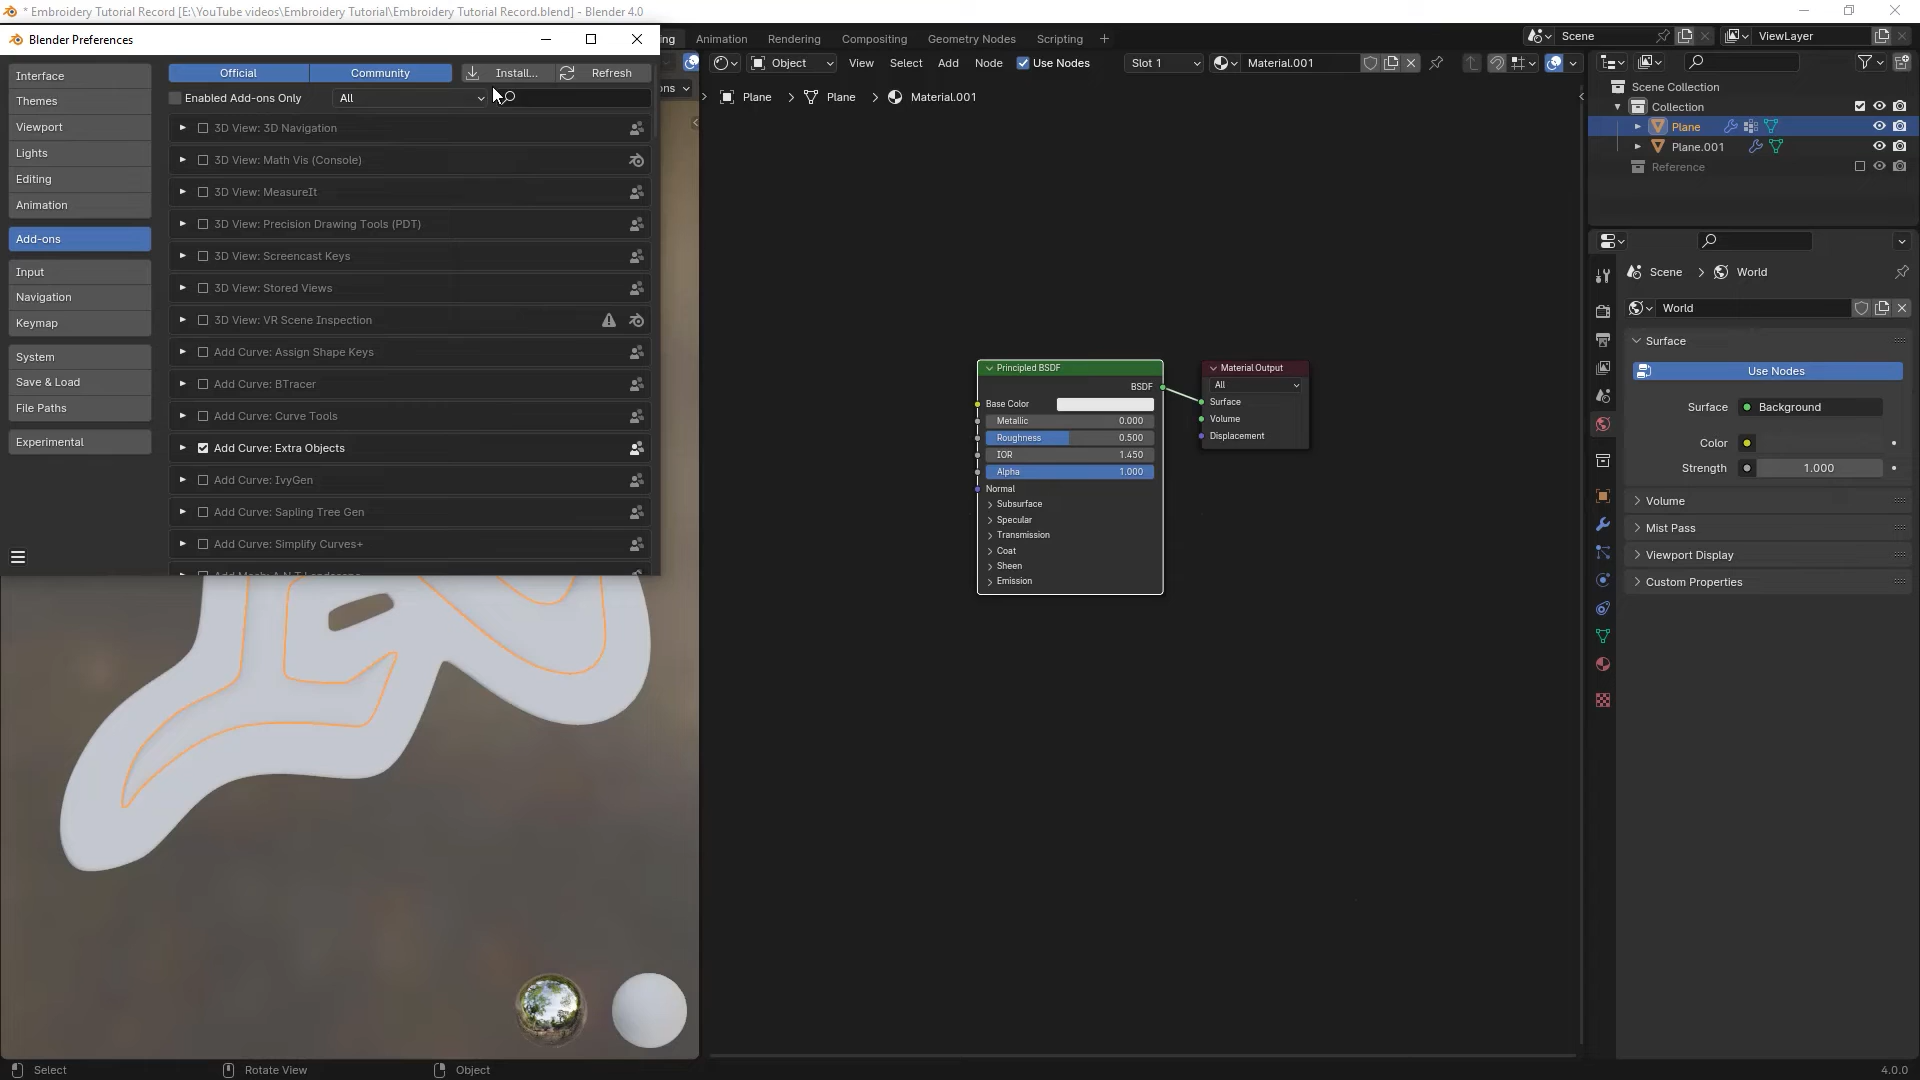 * Embroidery Tutorial Record [E:\YouTube videos\Embroidery Tutorial\Embroidery Tutorial Record.blend] - Blender 4.0
Blender Preferences
Interface
Themes
Viewport
Lights
Editing
Animation
Add-ons
Input
Navigation
Keymap
System
Save & Load
File Paths
Experimental
Official Community Install... Refresh
Enabled Add-ons Only All
3D View: 3D Navigation
3D View: Math Vis (Console)
3D View: MeasureIt
3D View: Precision Drawing Tools (PDT)
3D View: Screencast Keys
3D View: Stored Views
3D View: VR Scene Inspection
Add Curve: Assign Shape Keys
Add Curve: BTracer
Add Curve: Curve Tools
Add Curve: Extra Objects
Add Curve: IvyGen
Add Curve: Sapling Tree Gen
Add Curve: Simplify Curves+
ing Animation Rendering Compositing Geometry Nodes Scripting +
Scene ViewLayer
ons
Object View Select Add Node Use Nodes Slot 1 Material.001
Plane > Plane > Material.001
Principled BSDF
BSDF
Base Color
Metallic 0.000
Roughness 0.500
IOR 1.450
Alpha 1.000
Normal
Subsurface
Specular
Transmission
Coat
Sheen
Emission
Material Output
All
Surface
Volume
Displacement
Scene Collection
Collection
Plane
Plane.001
Reference
Scene > World
World
Surface
Use Nodes
Surface Background
Color
Strength 1.000
Volume
Mist Pass
Viewport Display
Custom Properties
Select Rotate View Object 4.0.0